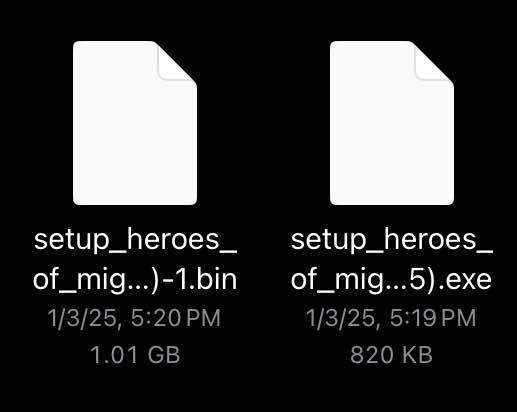 setup_heroes_
of_mig...)-1.bin
1/3/25, 5:20 PM
1.01 GB
setup_heroes_
of_mig...5).exe
1/3/25, 5:19 PM
820 KB